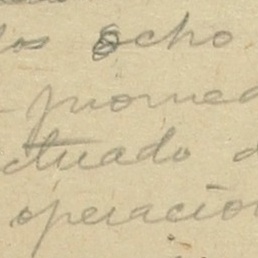 los ocho
promed
ctuado d
operacion